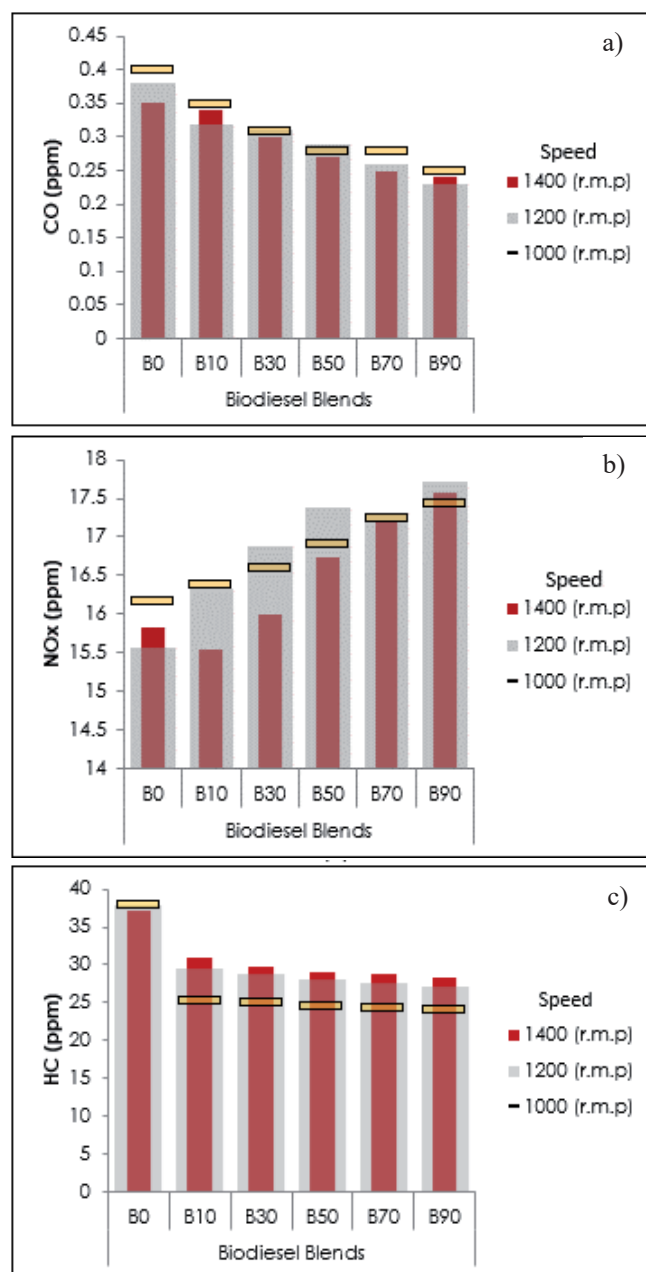 a)
0.45
0.4
0.35
0.3
0.25
0.2
0.15
0.1
0.05
0
CO (ppm)
B0 B10 B30 B50 B70 B90
Biodiesel Blends
Speed
1400 (r.m.p)
1200 (r.m.p)
1000 (r.m.p)
b)
18
17.5
17
16.5
16
15.5
15
14.5
14
NOx (ppm)
B0 B10 B30 B50 B70 B90
Biodiesel Blends
Speed
1400 (r.m.p)
1200 (r.m.p)
1000 (r.m.p)
c)
40
35
30
25
20
15
10
5
0
HC (ppm)
B0 B10 B30 B50 B70 B90
Biodiesel Blends
Speed
1400 (r.m.p)
1200 (r.m.p)
1000 (r.m.p)